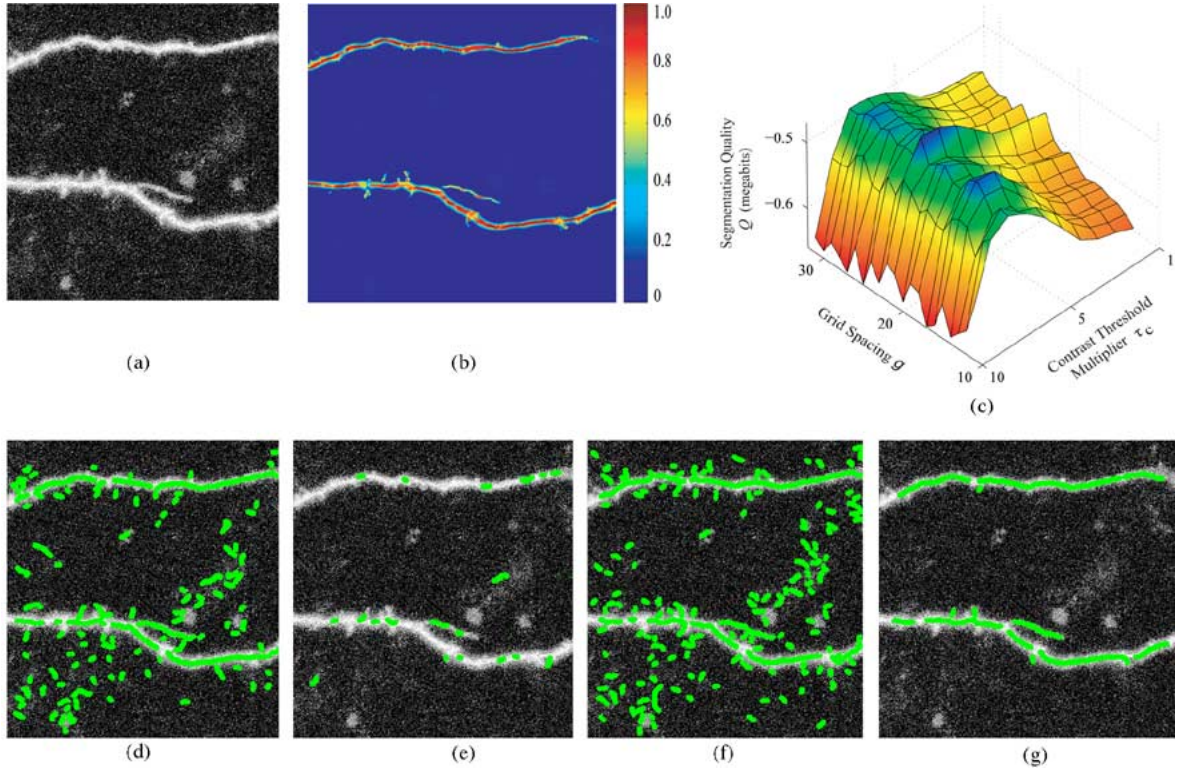 1.0
0.8
0.6
0.4
0.2
0
Segmentation Quality
Q (megabits)
−0.5
−0.6
30
20
10
Grid Spacing g
10
5
1
Contrast Threshold
Multiplier τc
(a)
(b)
(c)
(d)
(e)
(f)
(g)